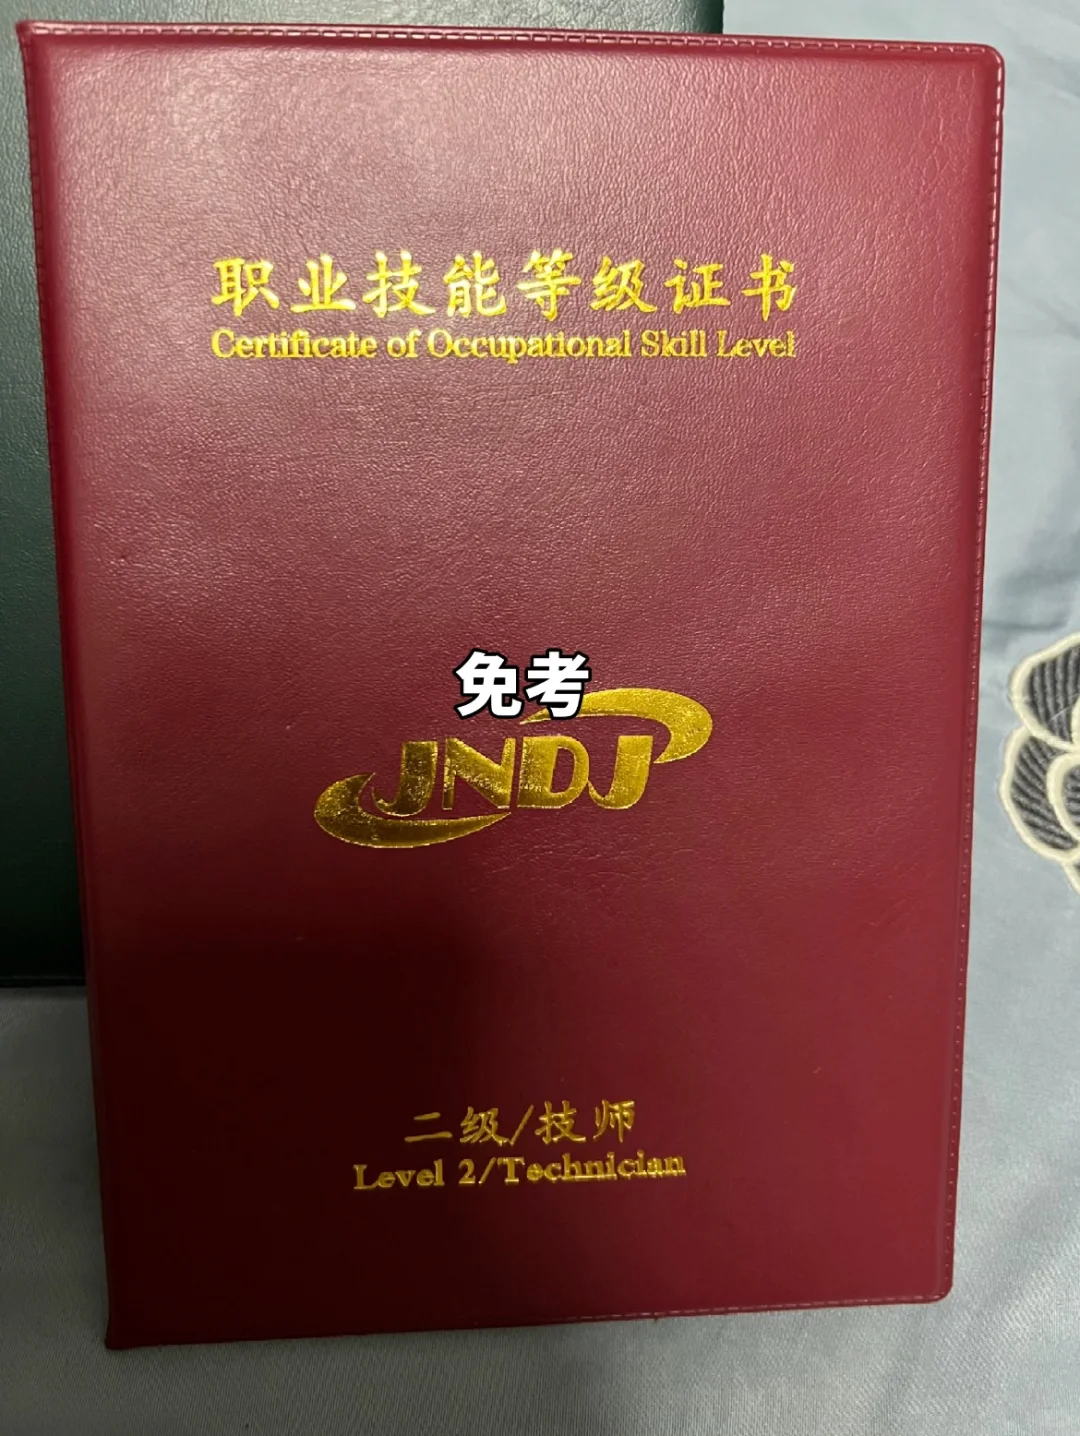 职业技能等级证书
Certificate of Occupational Skill Level
免考
JNDJ
二级/技师
Level 2/Technician